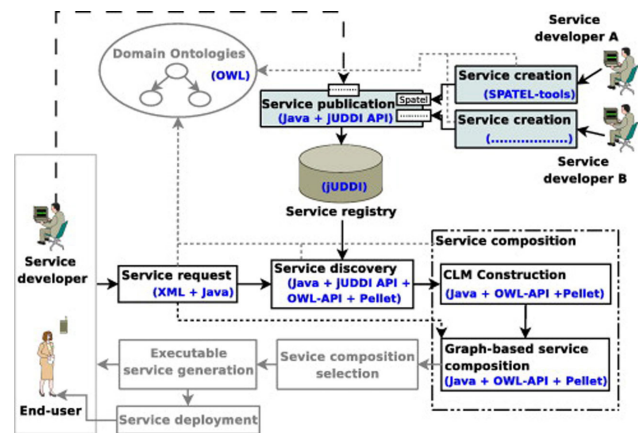 Service
developer A
Domain Ontologies
(OWL)
Service creation
(SPATEL-tools)
Service publication
Spatel
(Java + jUDDI API)
Service creation
(...................)
Service
developer B
(jUDDI)
Service registry
Service composition
Service
developer
Service request
(XML + Java)
Service discovery
(Java + jUDDI API +
OWL-API + Pellet)
CLM Construction
(Java + OWL-API +Pellet)
Executable
service generation
Sevice composition
selection
Graph-based service
composition
(Java + OWL-API + Pellet)
End-user
Service deployment